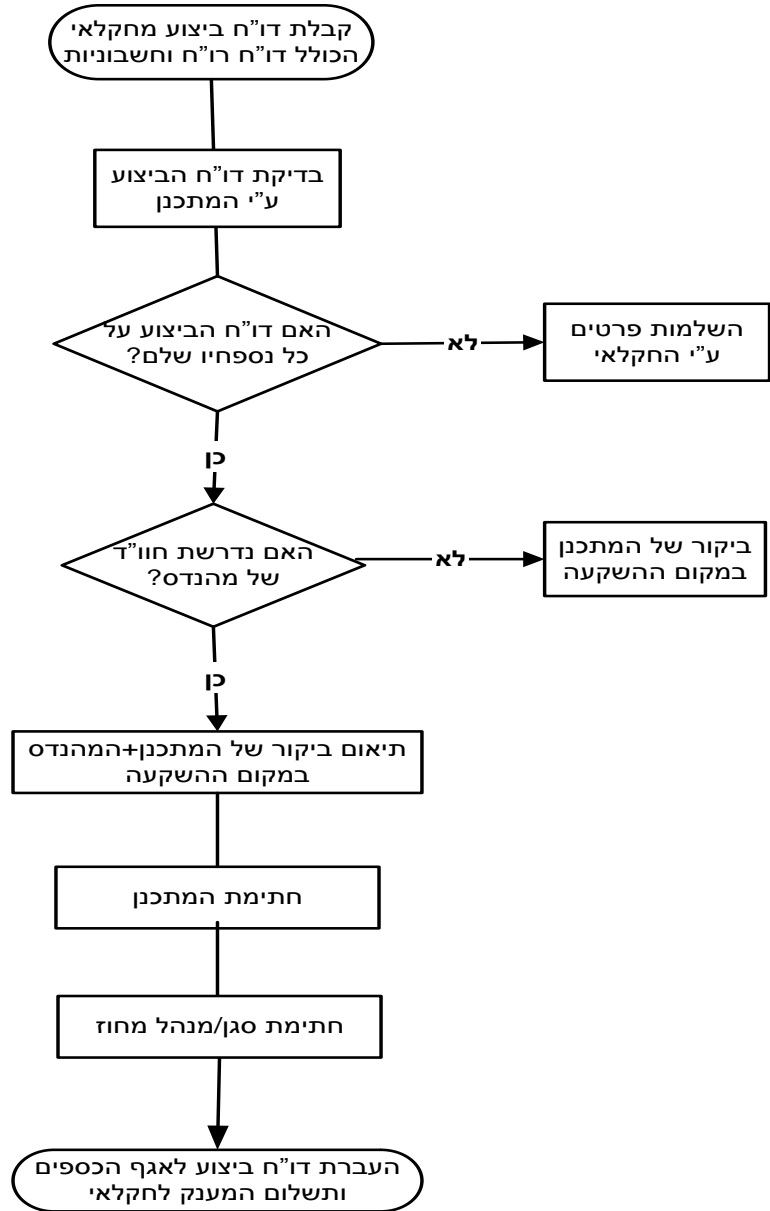 קבלת דו"ח ביצוע מחקלאי
הכולל דו"ח רו"ח וחשבוניות
בדיקת דו"ח הביצוע
ע"י המתכנן
האם דו"ח הביצוע על
כל נספחיו שלם?
לא
השלמות פרטים
ע"י החקלאי
כן
האם נדרשת חוו"ד
של מהנדס?
לא
ביקור של המתכנן
במקום ההשקעה
כן
תיאום ביקור של המתכנן+המהנדס
במקום ההשקעה
חתימת המתכנן
חתימת סגן/מנהל מחוז
העברת דו"ח ביצוע לאגף הכספים
ותשלום המענק לחקלאי